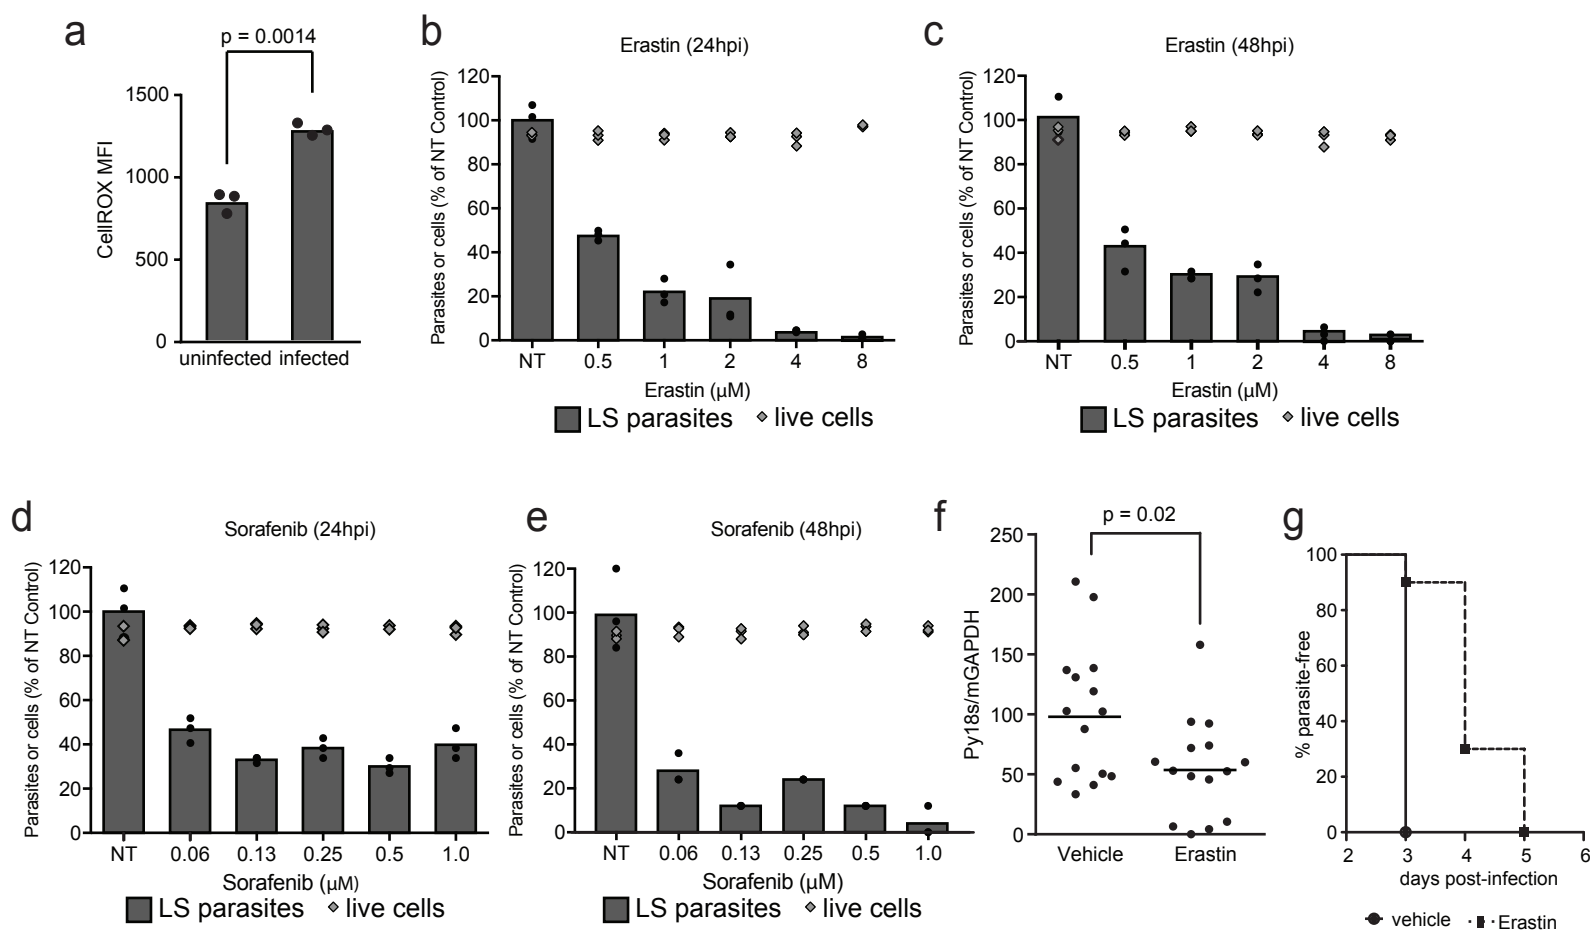 a
p = 0.0014
CellROX MFI
1500
1000
500
0
uninfected infected
b
Erastin (24hpi)
Parasites or cells (% of NT Control)
120
100
80
60
40
20
0
NT 0.5 1 2 4 8
Erastin (μM)
LS parasites live cells
c
Erastin (48hpi)
Parasites or cells (% of NT Control)
120
100
80
60
40
20
0
NT 0.5 1 2 4 8
Erastin (μM)
LS parasites live cells
d
Sorafenib (24hpi)
Parasites or cells (% of NT Control)
120
100
80
60
40
20
0
NT 0.06 0.13 0.25 0.5 1.0
Sorafenib (μM)
LS parasites live cells
e
Sorafenib (48hpi)
Parasites or cells (% of NT Control)
120
100
80
60
40
20
0
NT 0.06 0.13 0.25 0.5 1.0
Sorafenib (μM)
LS parasites live cells
f
p = 0.02
Py18s/mGAPDH
250
200
150
100
50
0
Vehicle Erastin
g
% parasite-free
100
80
60
40
20
0
2 3 4 5 6
days post-infection
vehicle Erastin